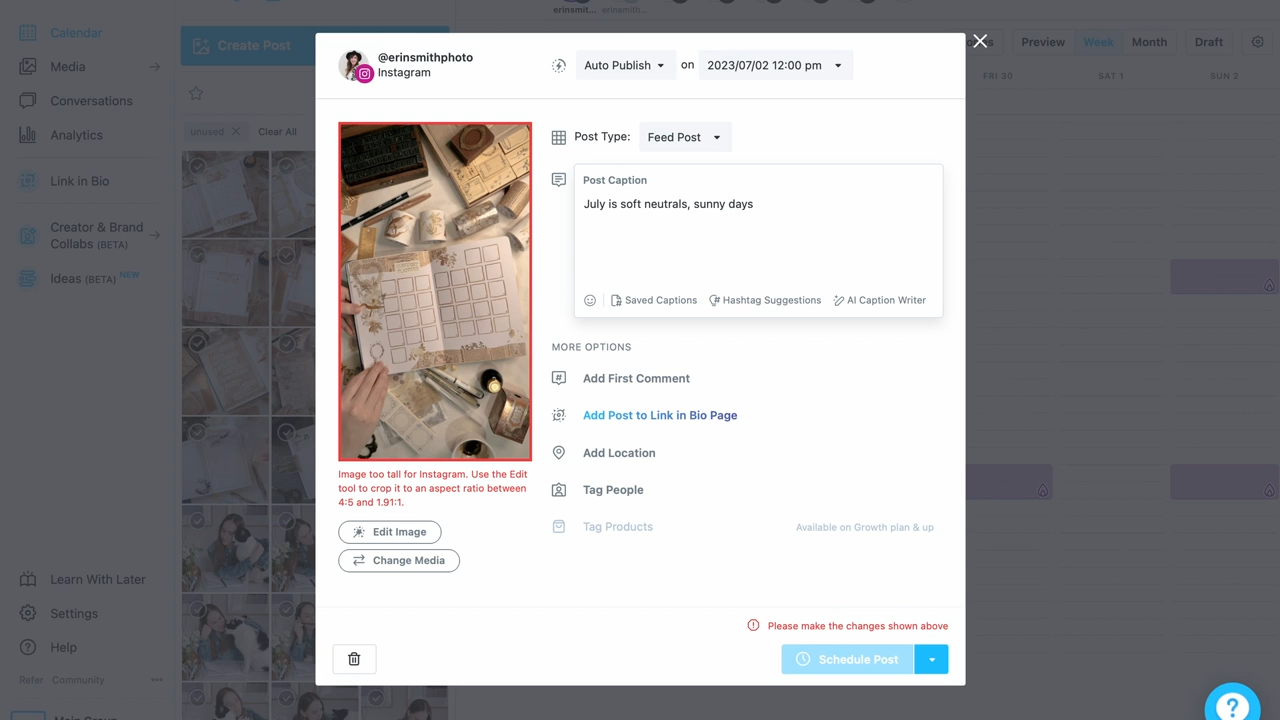 erinsmit...
erinsmith...
Calendar
Create Post
Preview
Week
Month
Draft
Media
FRI 30
SAT 1
SUN 2
Conversations
Analytics
unused
Clear All
Link in Bio
Creator & Brand
Collabs (BETA)
Ideas (BETA) NEW
Learn With Later
Settings
Help
Refer
Community
@erinsmithphoto
Instagram
Auto Publish
on
2023/07/02 12:00 pm
Post Type:
Feed Post
Post Caption
July is soft neutrals, sunny days
Saved Captions
Hashtag Suggestions
AI Caption Writer
MORE OPTIONS
Add First Comment
Add Post to Link in Bio Page
Add Location
Tag People
Tag Products
Available on Growth plan & up
Image too tall for Instagram. Use the Edit
tool to crop it to an aspect ratio between
4:5 and 1.91:1.
Edit Image
Change Media
Please make the changes shown above
Schedule Post
?